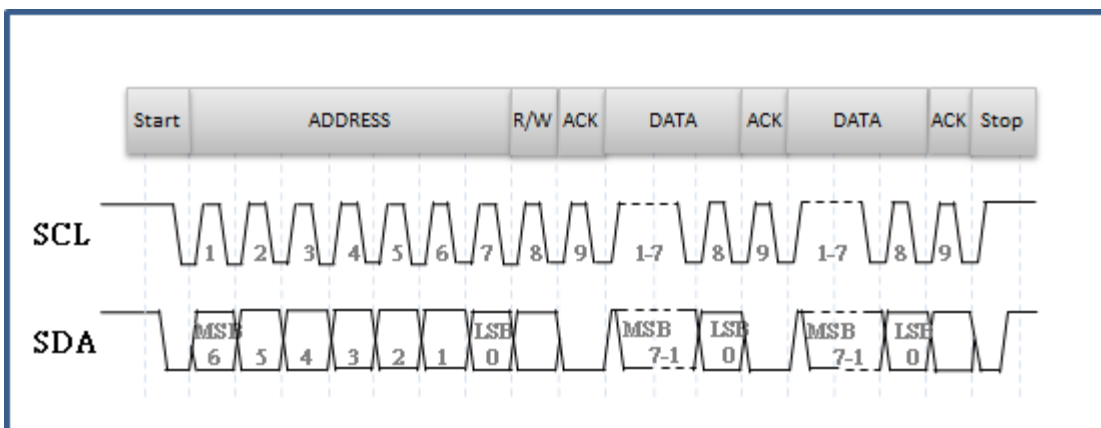 Start ADDRESS R/W ACK DATA ACK DATA ACK Stop
SCL 1 2 3 4 5 6 7 8 9 1-7 8 9 1-7 8 9
MSB LSB MSB LSB MSB LSB
SDA 6 5 4 3 2 1 0 7-1 0 7-1 0